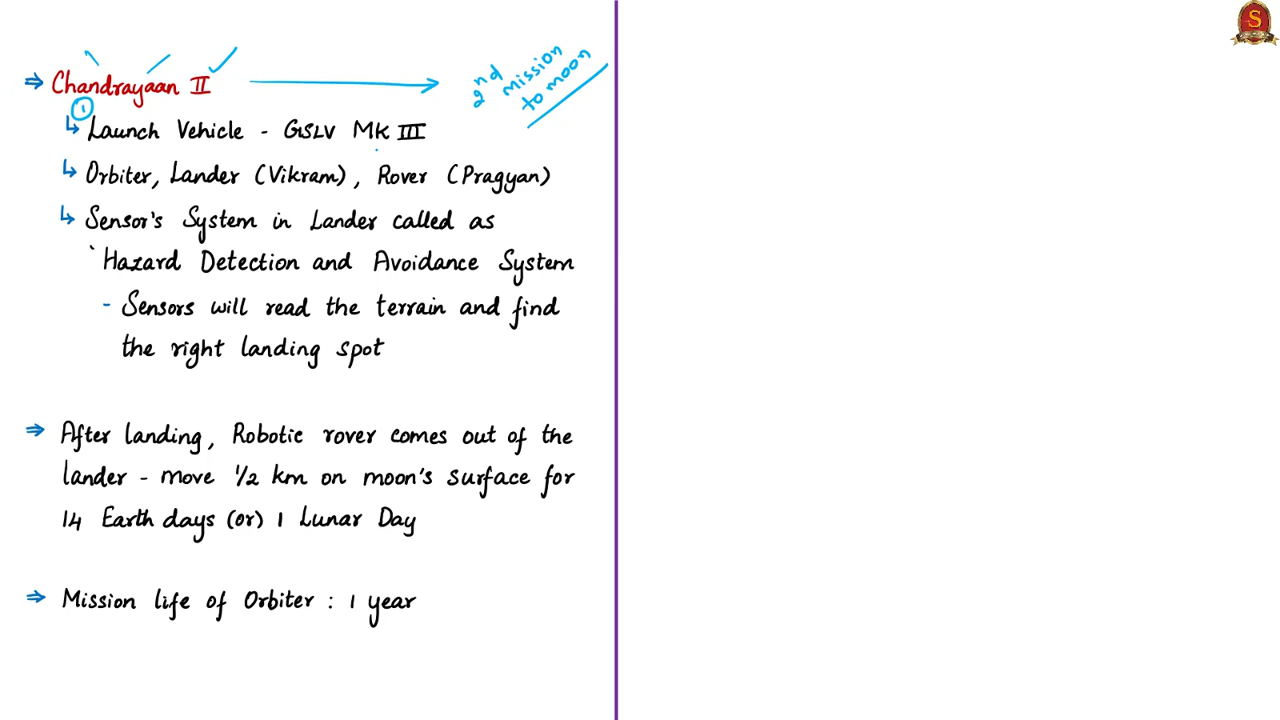 ⇒ Chandrayaan II → 2nd mission to moon
①
↳ Launch Vehicle - GSLV MK III
↳ Orbiter, Lander (Vikram), Rover (Pragyan)
↳ Sensor's System in Lander called as
'Hazard Detection and Avoidance System
- Sensors will read the terrain and find
the right landing spot
⇒ After landing, Robotic rover comes out of the
lander - move 1/2 km on moon's surface for
14 Earth days (or) 1 Lunar Day
⇒ Mission life of Orbiter : 1 year
S